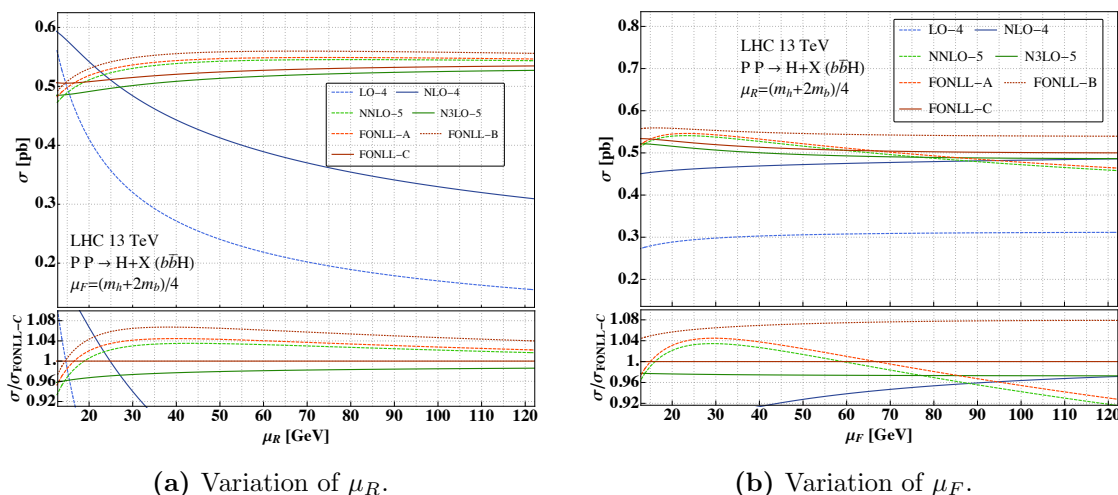 0.6
0.5
0.4
0.3
0.2
σ [pb]
LO-4 NLO-4
NNLO-5 N3LO-5
FONLL-A FONLL-B
FONLL-C
LHC 13 TeV
P P → H+X (bb̄H)
μF=(mh+2mb)/4
1.08
1.04
1.
0.96
0.92
σ/σFONLL-C
20 30 40 50 60 70 80 90 100 110 120
μR [GeV]
(a) Variation of μR.
0.8
0.7
0.6
0.5
0.4
0.3
0.2
σ [pb]
LHC 13 TeV
P P → H+X (bb̄H)
μR=(mh+2mb)/4
LO-4 NLO-4
NNLO-5 N3LO-5
FONLL-A FONLL-B
FONLL-C
1.08
1.04
1.
0.96
0.92
σ/σFONLL-C
20 30 40 50 60 70 80 90 100 110 120
μF [GeV]
(b) Variation of μF.